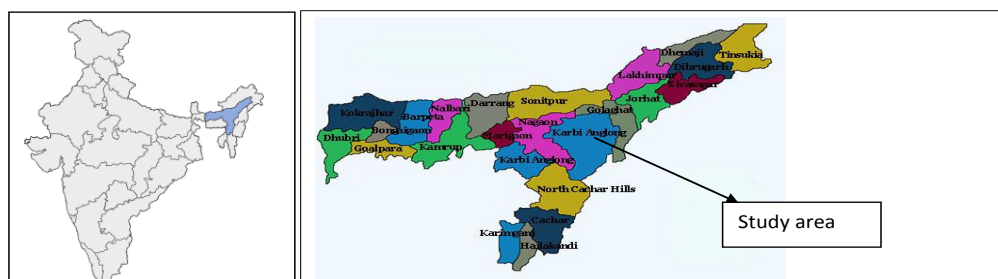 Dhemaji
Tinsukia
Dibrugarh
Lakhimpur
Sivasagar
Jorhat
Kokrajhar
Barpeta
Nalbari
Darrang
Sonitpur
Golaghat
Bongaigaon
Nagaon
Dhubri
Goalpara
Kamrup
Marigaon
Karbi Anglong
Karbi Anglong
North Cachar Hills
Cachar
Karimganj
Hailakandi
Study area